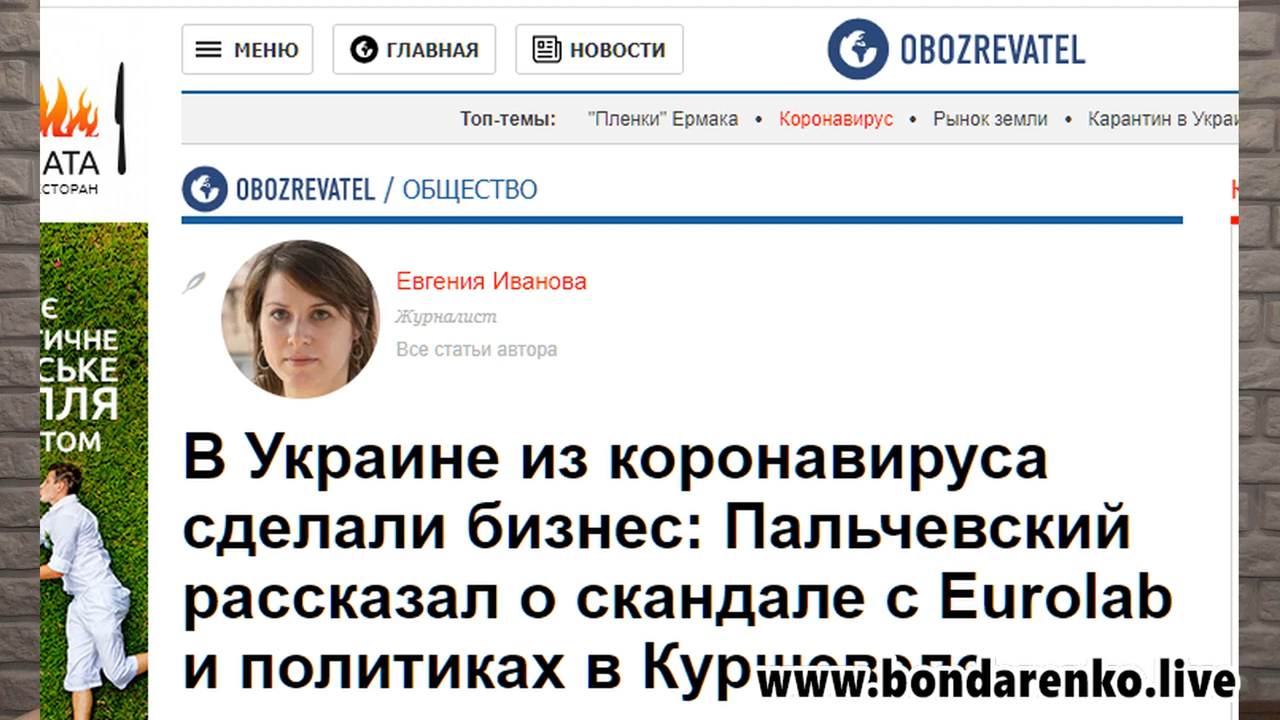 МЕНЮ
ГЛАВНАЯ
НОВОСТИ
OBOZREVATEL
Топ-темы: "Пленки" Ермака • Коронавирус • Рынок земли • Карантин в Украи
OBOZREVATEL / ОБЩЕСТВО
АТА
СТОРАН
Евгения Иванова
Журналист
Все статьи автора
Є
ТИЧНЕ
СЬКЕ
ЛЛЯ
ТОМ
В Украине из коронавируса
сделали бизнес: Пальчевский
рассказал о скандале с Eurolab
и политиках в
www.bondarenko.live